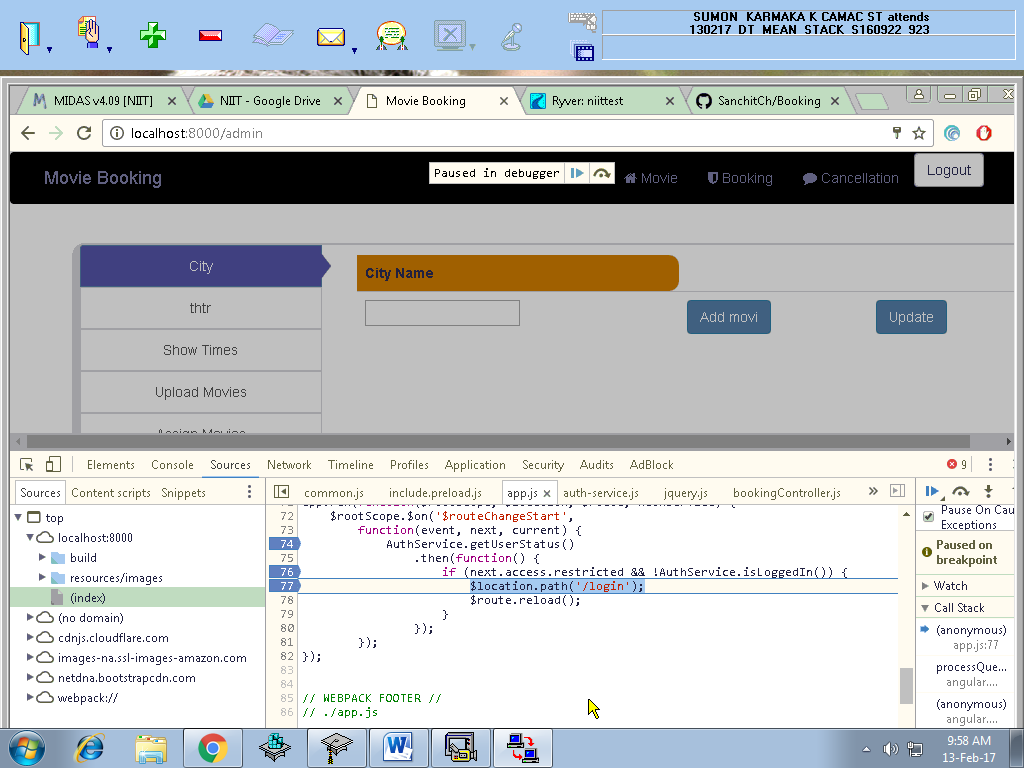 SUMON KARMAKA K CAMAC ST attends
130217 DT MEAN STACK S160922 923
MIDAS v4.09 [NIIT]
NIIT - Google Drive
Movie Booking
Ryver: niittest
SanchitCh/Booking
localhost:8000/admin
Movie Booking
Paused in debugger
Movie
Booking
Cancellation
Logout
City
City Name
thtr
Add movi
Update
Show Times
Upload Movies
Assign Movies
Elements Console Sources Network Timeline Profiles Application Security Audits AdBlock
9
Sources Content scripts Snippets
common.js include.preload.js app.js auth-service.js jquery.js bookingController.js
top
localhost:8000
build
resources/images
(index)
(no domain)
cdnjs.cloudflare.com
images-na.ssl-images-amazon.com
netdna.bootstrapcdn.com
webpack://
72 $rootScope.$on('$routeChangeStart',
73 function(event, next, current) {
74 AuthService.getUserStatus()
75 .then(function() {
76 if (next.access.restricted && !AuthService.isLoggedIn()) {
77 $location.path('/login');
78 $route.reload();
79 }
80 });
81 });
82 });
83
84
85 // WEBPACK FOOTER //
86 // ./app.js
Pause On Cau
Exceptions
Paused on
breakpoint
Watch
Call Stack
(anonymous)
app.js:77
processQue...
angular....
(anonymous)
angular....
9:58 AM
13-Feb-17